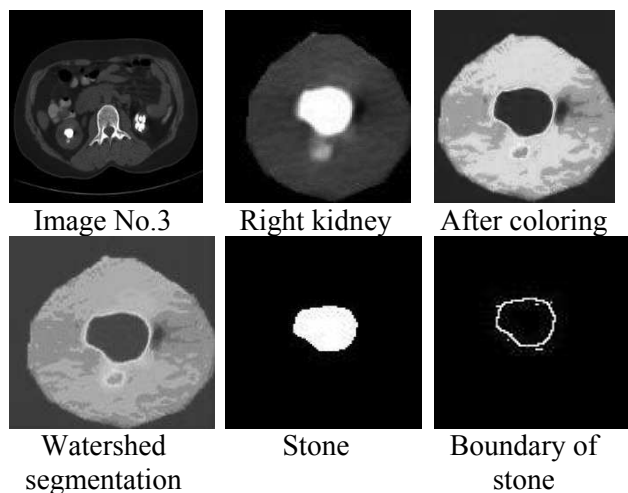 Image No.3
Right kidney
After coloring
Watershed
segmentation
Stone
Boundary of
stone